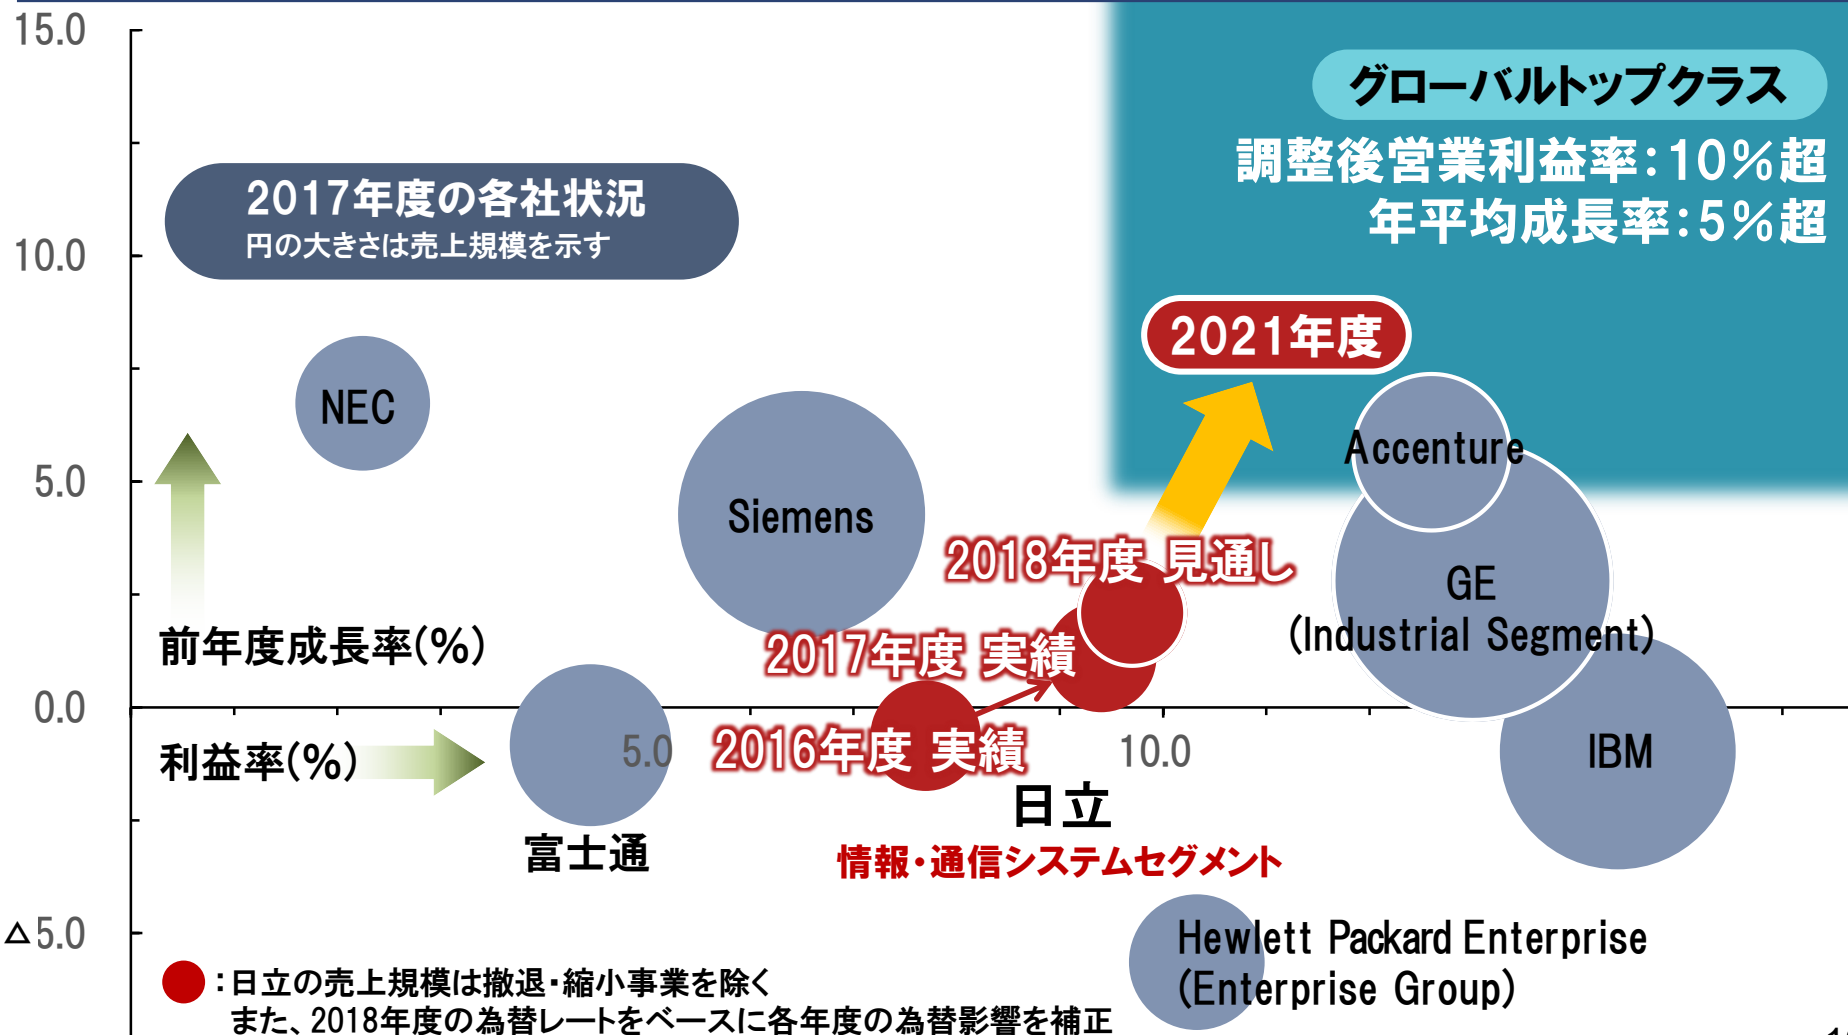 15.0
グローバルトップクラス
調整後営業利益率：10％超
年平均成長率：5％超
2017年度の各社状況
円の大きさは売上規模を示す
10.0
2021年度
NEC
Accenture
5.0
Siemens
2018年度 見通し
GE
(Industrial Segment)
前年度成長率(%)
2017年度 実績
0.0
利益率(%)
5.0
2016年度 実績
10.0
IBM
日立
富士通
情報・通信システムセグメント
△5.0
Hewlett Packard Enterprise
(Enterprise Group)
：日立の売上規模は撤退・縮小事業を除く
また、2018年度の為替レートをベースに各年度の為替影響を補正